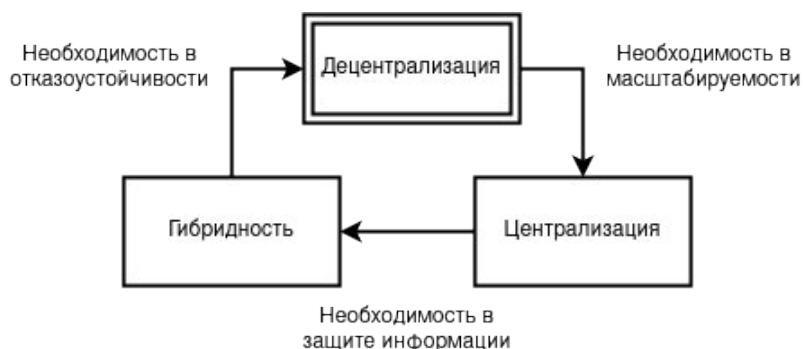 Необходимость в
отказоустойчивости
Децентрализация
Необходимость в
масштабируемости
Гибридность
Централизация
Необходимость в
защите информации